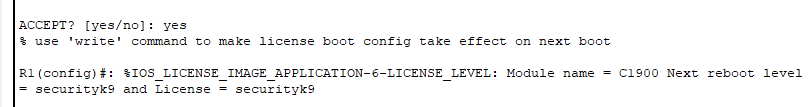 ACCEPT? [yes/no]: yes
% use 'write' command to make license boot config take effect on next boot
R1(config)#: %IOS_LICENSE_IMAGE_APPLICATION-6-LICENSE_LEVEL: Module name = C1900 Next reboot level
= securityk9 and License = securityk9